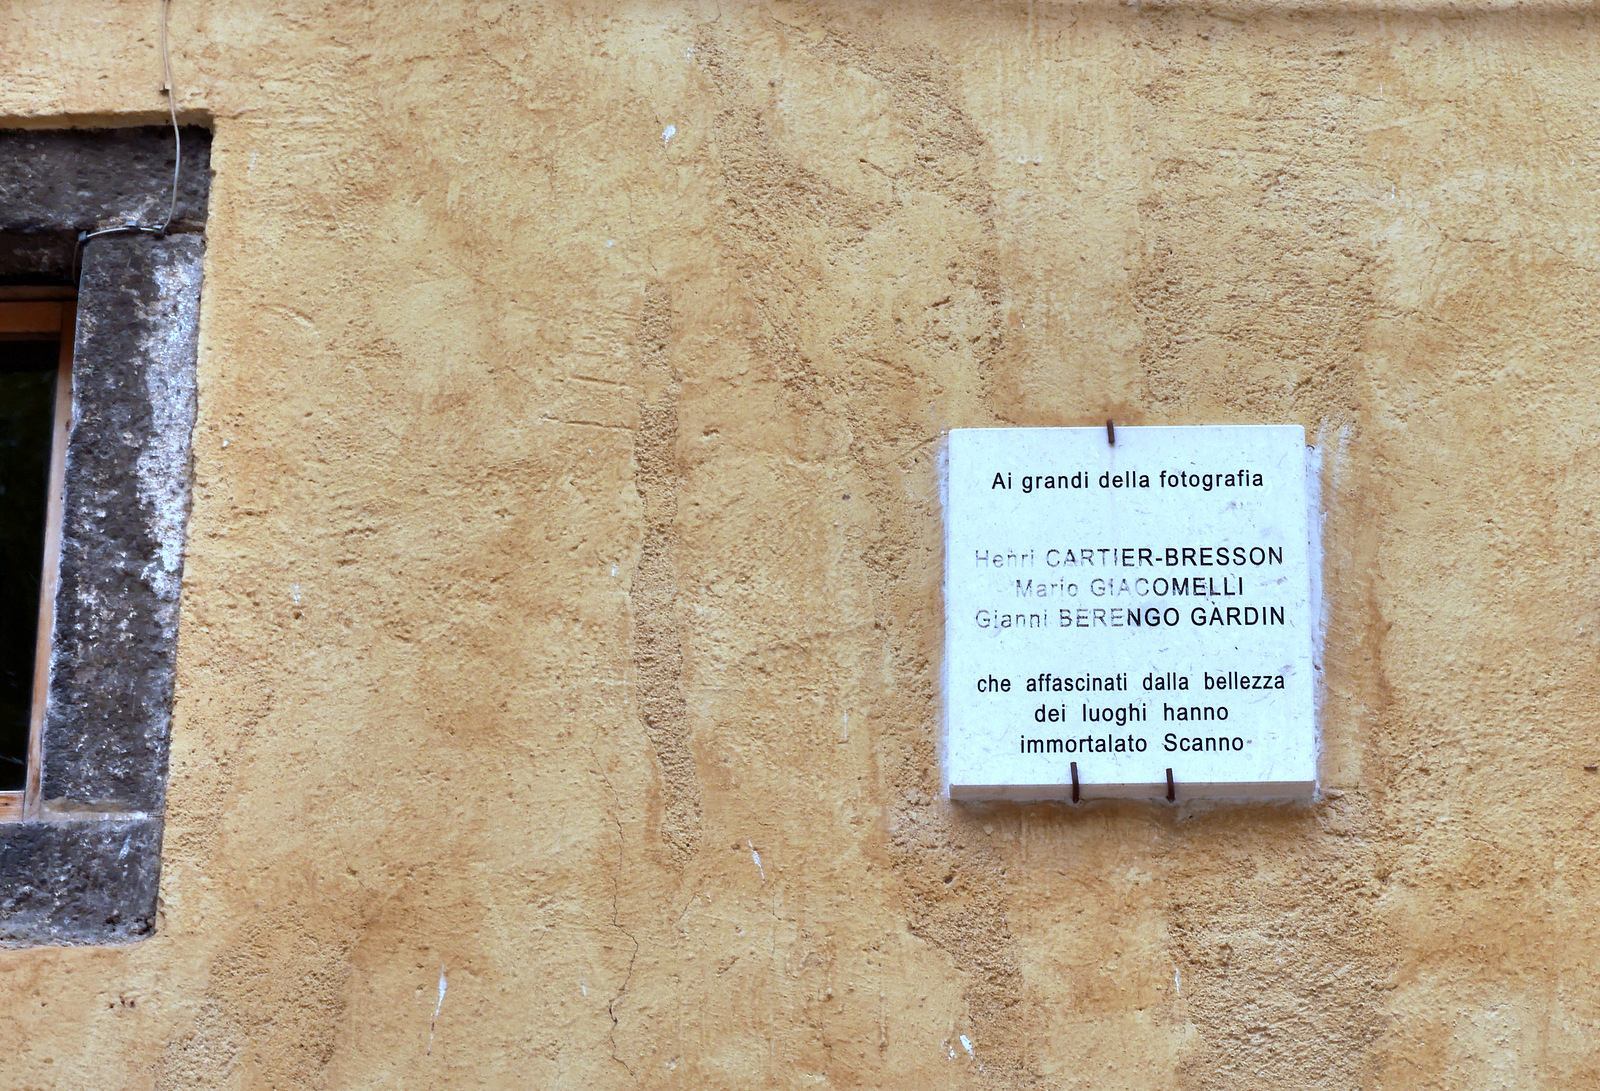 Ai grandi della fotografia
Henri CARTIER-BRESSON
Mario GIACOMELLI
Gianni BERENGO GARDIN
che affascinati dalla bellezza
dei luoghi hanno
immortalato Scanno